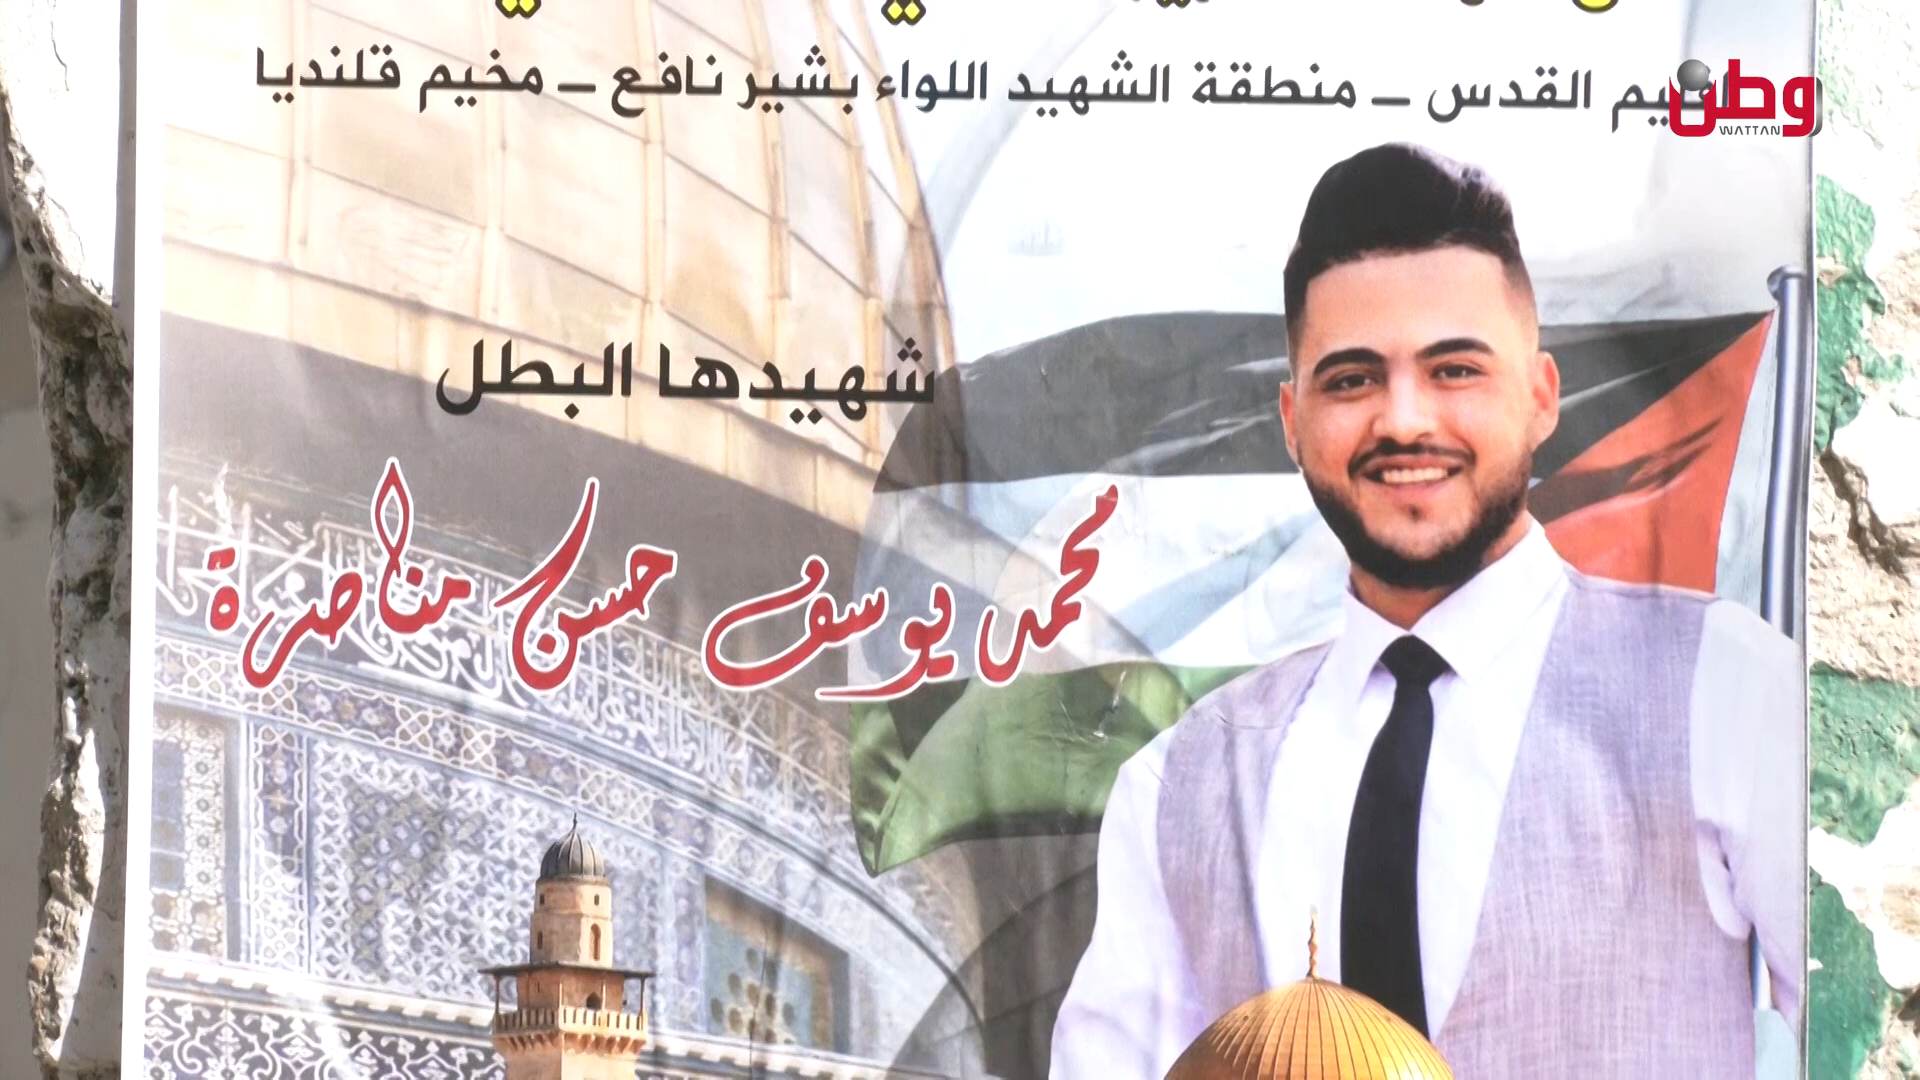 إقليم القدس – منطقة الشهيد اللواء بشير نافع – مخيم قلنديا
وطن
WATTAN
شهيدها البطل
محمد يوسف حسن مناصرة